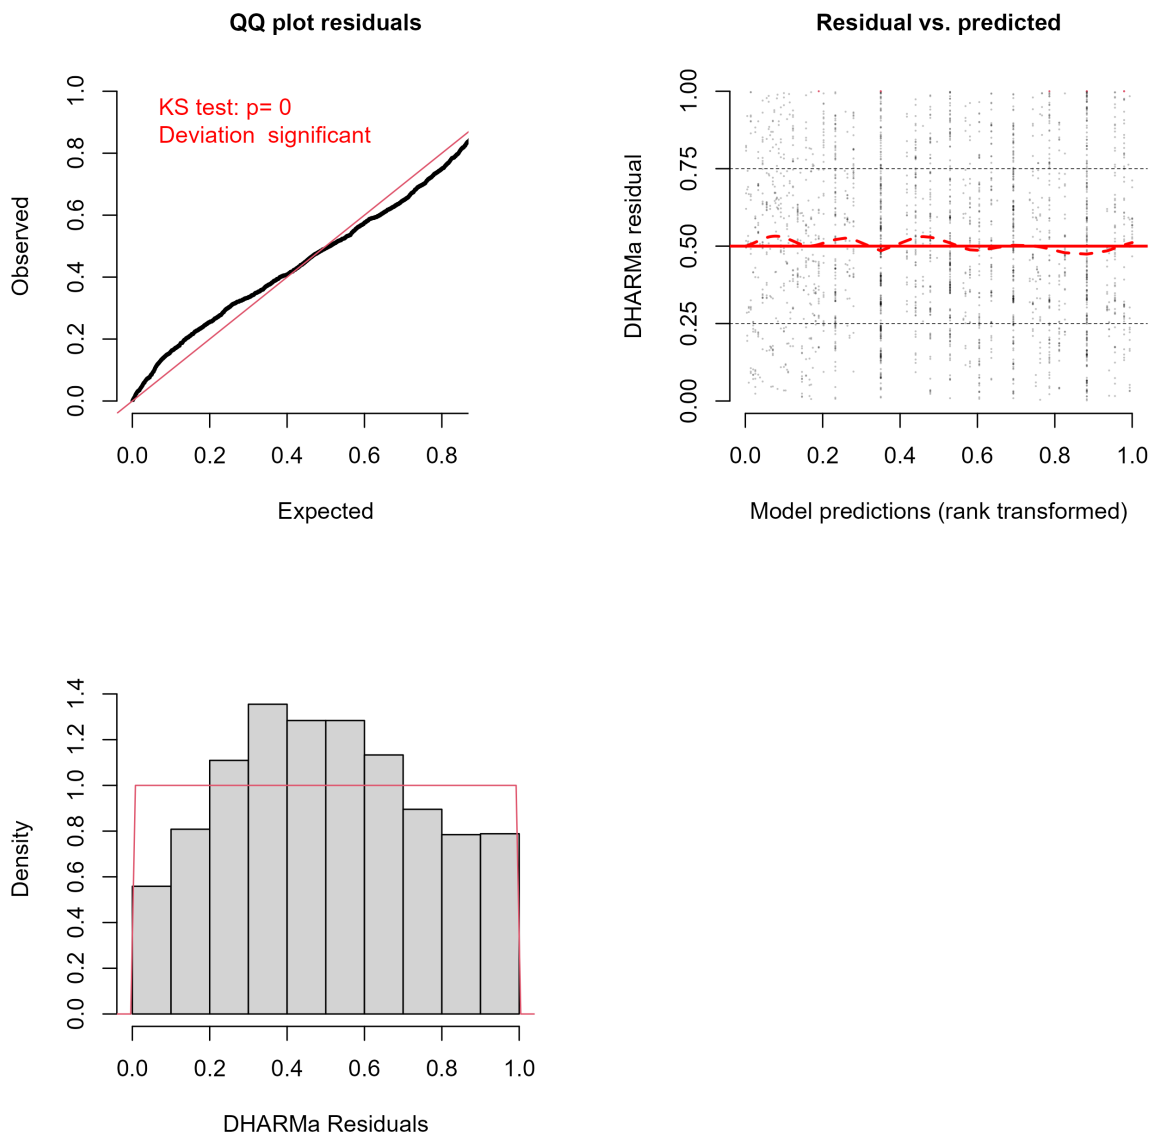 QQ plot residuals
KS test: p= 0
Deviation  significant
Observed
0.0 0.2 0.4 0.6 0.8 1.0
0.0 0.2 0.4 0.6 0.8
Expected
Residual vs. predicted
DHARMa residual
0.00 0.25 0.50 0.75 1.00
0.0 0.2 0.4 0.6 0.8 1.0
Model predictions (rank transformed)
Density
0.0 0.2 0.4 0.6 0.8 1.0 1.2 1.4
0.0 0.2 0.4 0.6 0.8 1.0
DHARMa Residuals